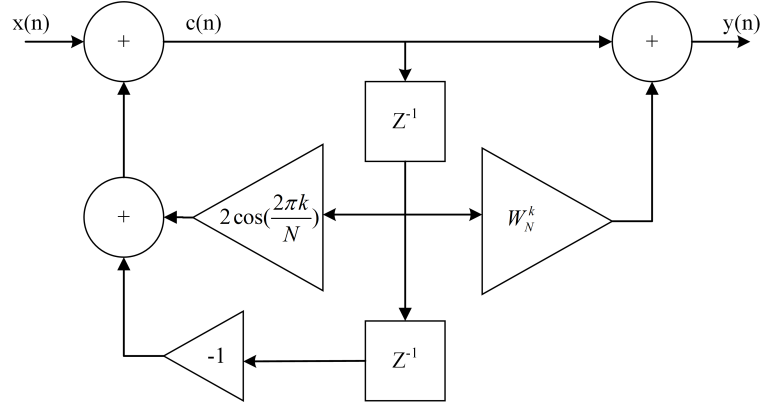 x(n)
+
c(n)
+
y(n)
Z⁻¹
+
2cos(2πk/N)
W_N^k
-1
Z⁻¹